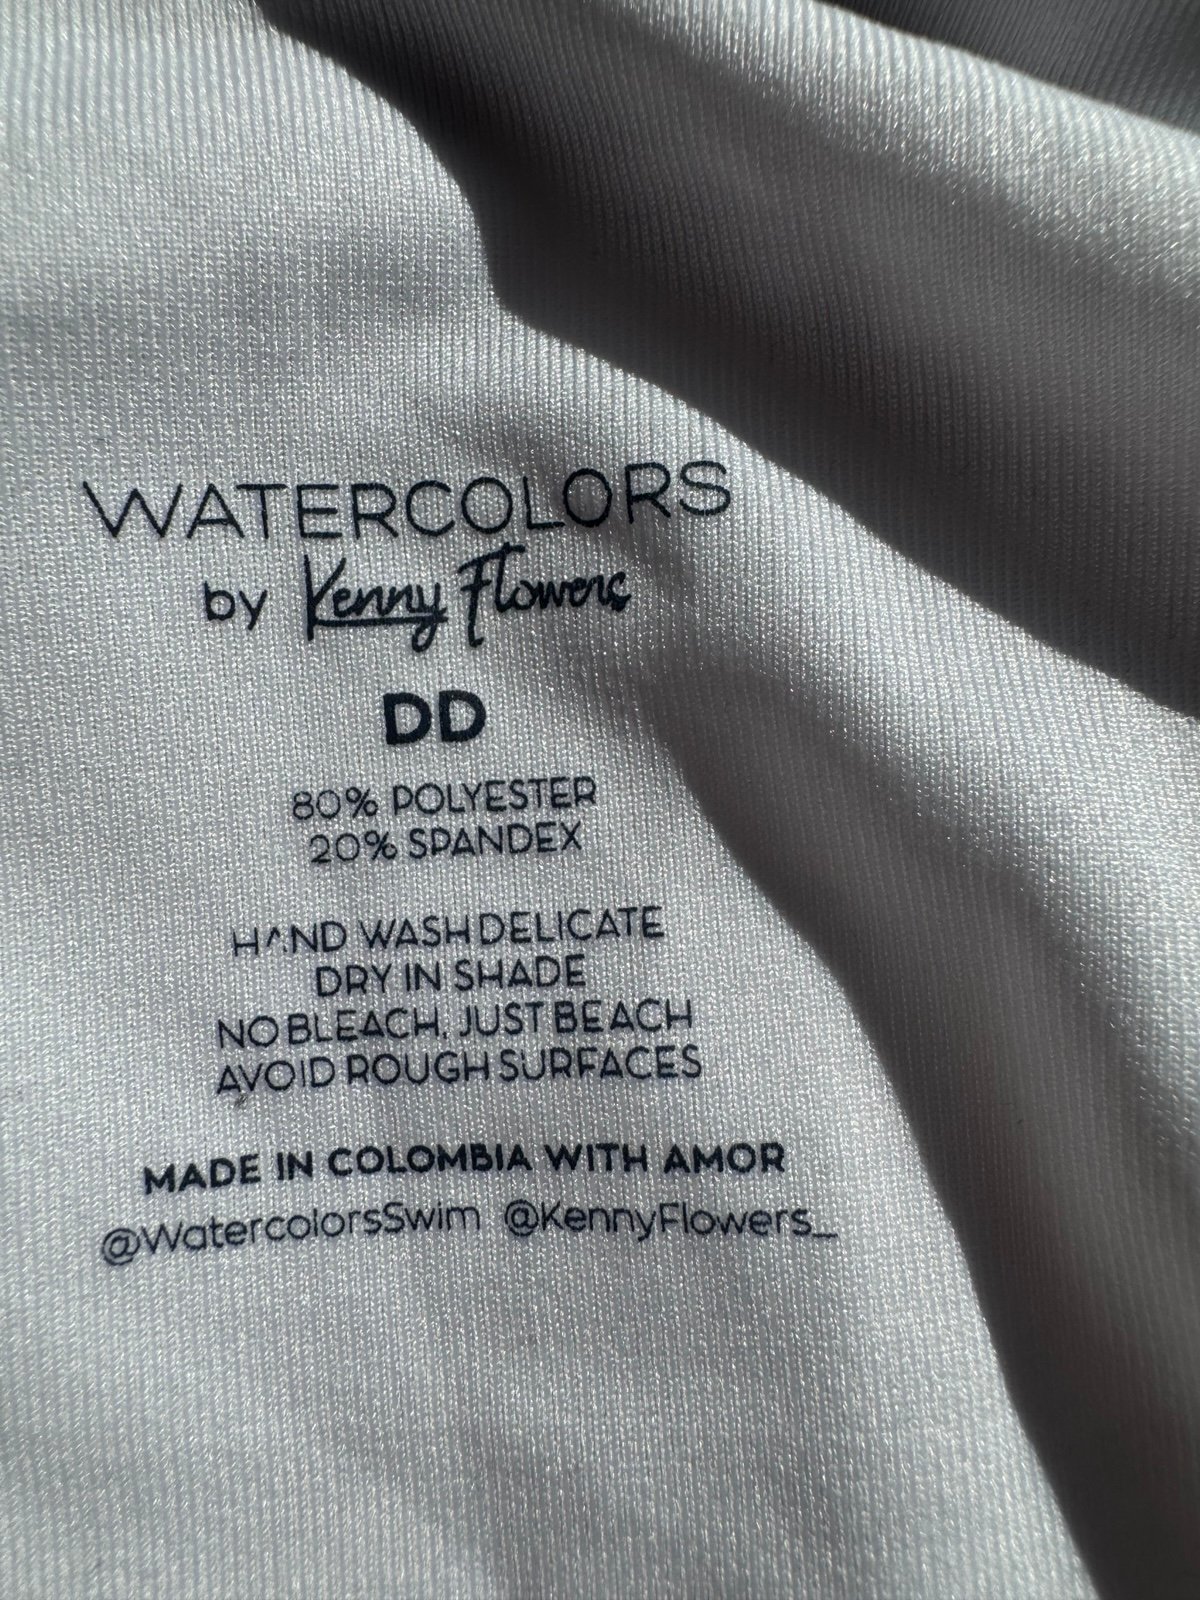 WATERCOLORS
by Kenny Flowers
DD
80% POLYESTER
20% SPANDEX
HAND WASH DELICATE
DRY IN SHADE
NO BLEACH, JUST BEACH
AVOID ROUGH SURFACES
MADE IN COLOMBIA WITH AMOR
@WatercolorsSwim @KennyFlowers_